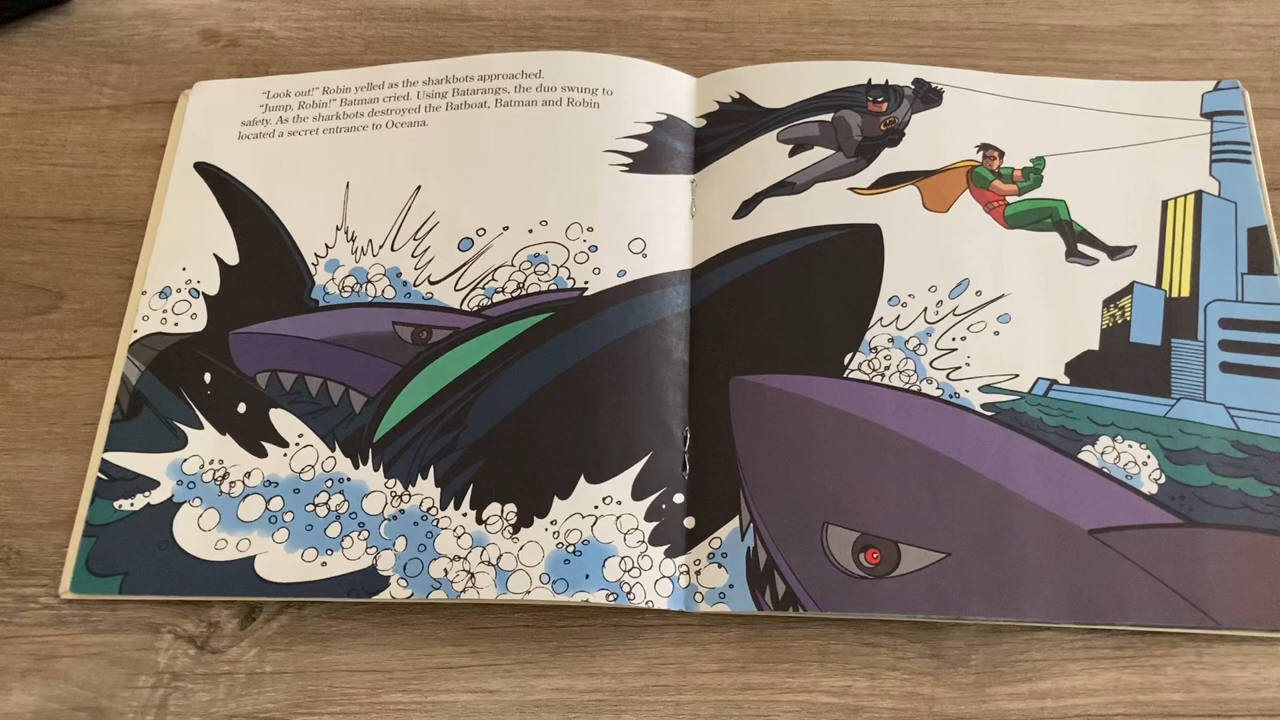 "Look out!" Robin yelled as the sharkbots approached.
"Jump, Robin!" Batman cried. Using Batarangs, the duo swung to
safety. As the sharkbots destroyed the Batboat, Batman and Robin
located a secret entrance to Oceana.